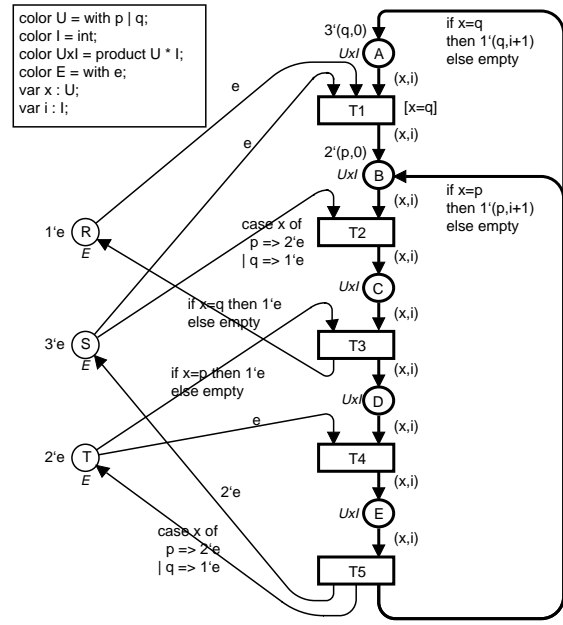 color U = with p | q;
color I = int;
color UxI = product U * I;
color E = with e;
var x : U;
var i : I;
3‘(q,0)
UxI
A
if x=q
then 1‘(q,i+1)
else empty
(x,i)
e
T1
[x=q]
(x,i)
e
2‘(p,0)
UxI
B
(x,i)
if x=p
then 1‘(p,i+1)
else empty
1‘e
R
E
case x of
p => 2‘e
| q => 1‘e
T2
(x,i)
UxI
C
if x=q then 1‘e
else empty
(x,i)
3‘e
S
E
T3
if x=p then 1‘e
else empty
(x,i)
UxI
D
e
(x,i)
2‘e
T
E
T4
(x,i)
2‘e
UxI
E
case x of
p => 2‘e
| q => 1‘e
(x,i)
T5